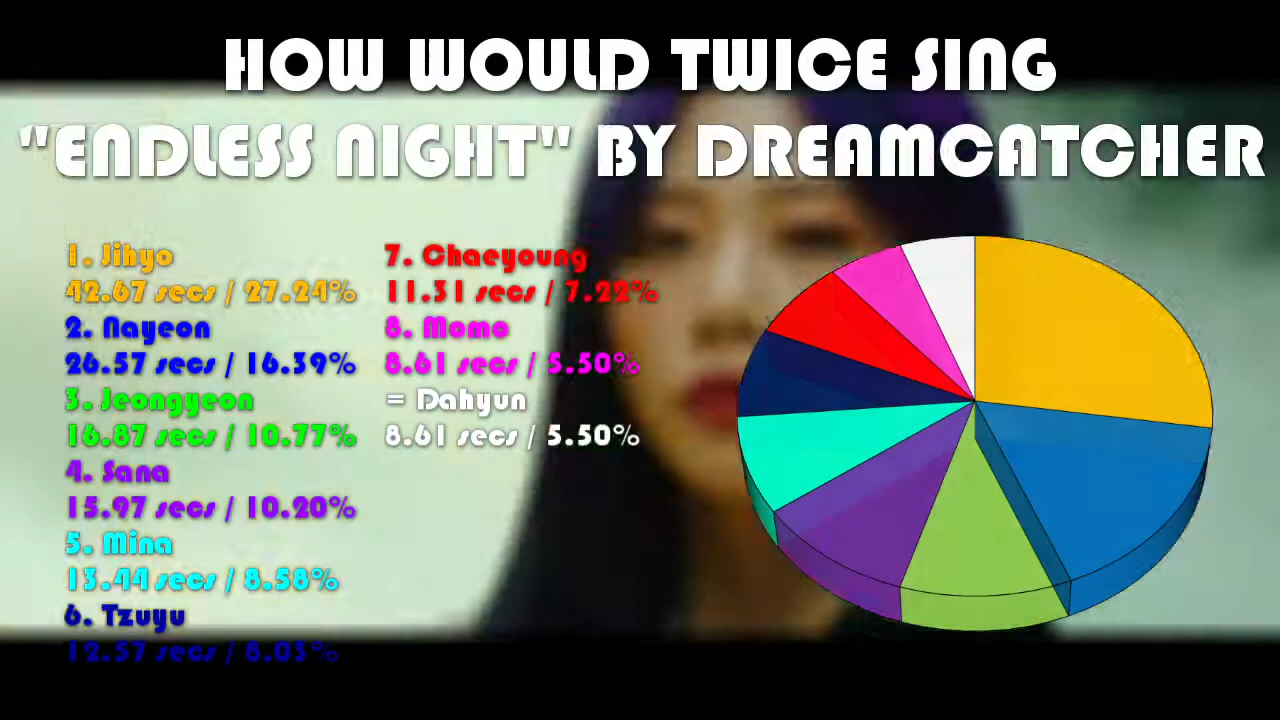 HOW WOULD TWICE SING
"ENDLESS NIGHT" BY DREAMCATCHER
1. Jihyo
42.67 secs / 27.24%
2. Nayeon
26.57 secs / 16.39%
3. Jeongyeon
16.87 secs / 10.77%
4. Sana
15.97 secs / 10.20%
5. Mina
13.44 secs / 8.58%
6. Tzuyu
12.57 secs / 8.03%
7. Chaeyoung
11.31 secs / 7.22%
8. Momo
8.61 secs / 5.50%
= Dahyun
8.61 secs / 5.50%